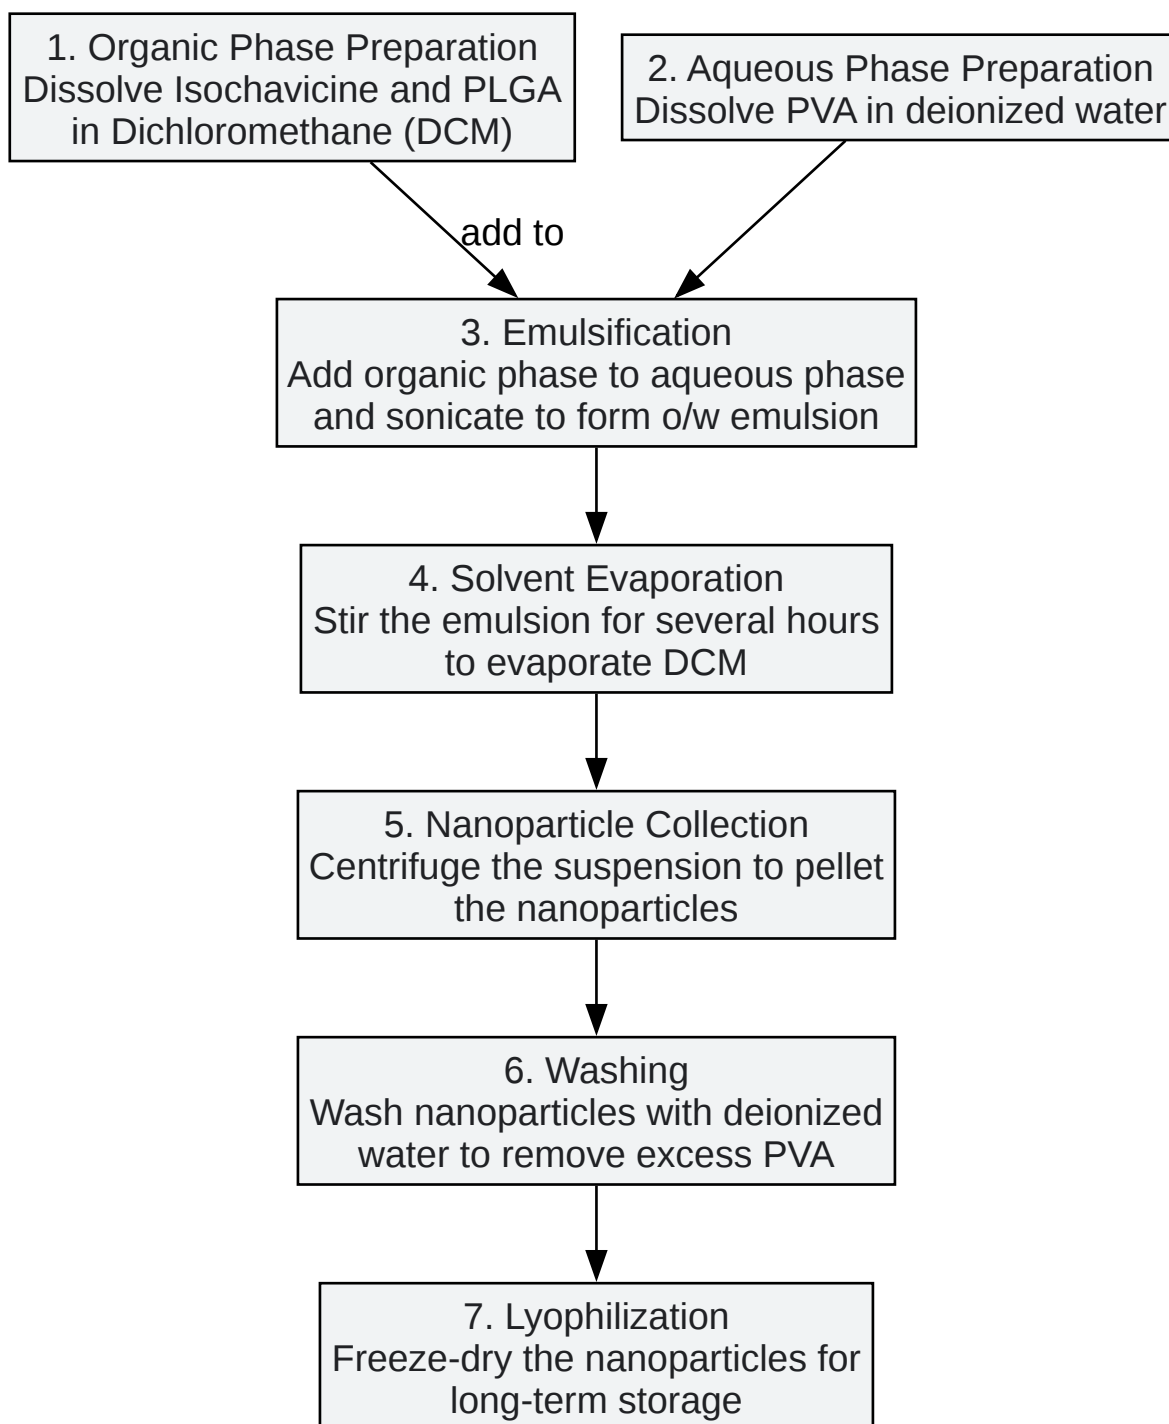 1. Organic Phase Preparation
Dissolve Isochavicine and PLGA
in Dichloromethane (DCM)
2. Aqueous Phase Preparation
Dissolve PVA in deionized water
add to
3. Emulsification
Add organic phase to aqueous phase
and sonicate to form o/w emulsion
4. Solvent Evaporation
Stir the emulsion for several hours
to evaporate DCM
5. Nanoparticle Collection
Centrifuge the suspension to pellet
the nanoparticles
6. Washing
Wash nanoparticles with deionized
water to remove excess PVA
7. Lyophilization
Freeze-dry the nanoparticles for
long-term storage